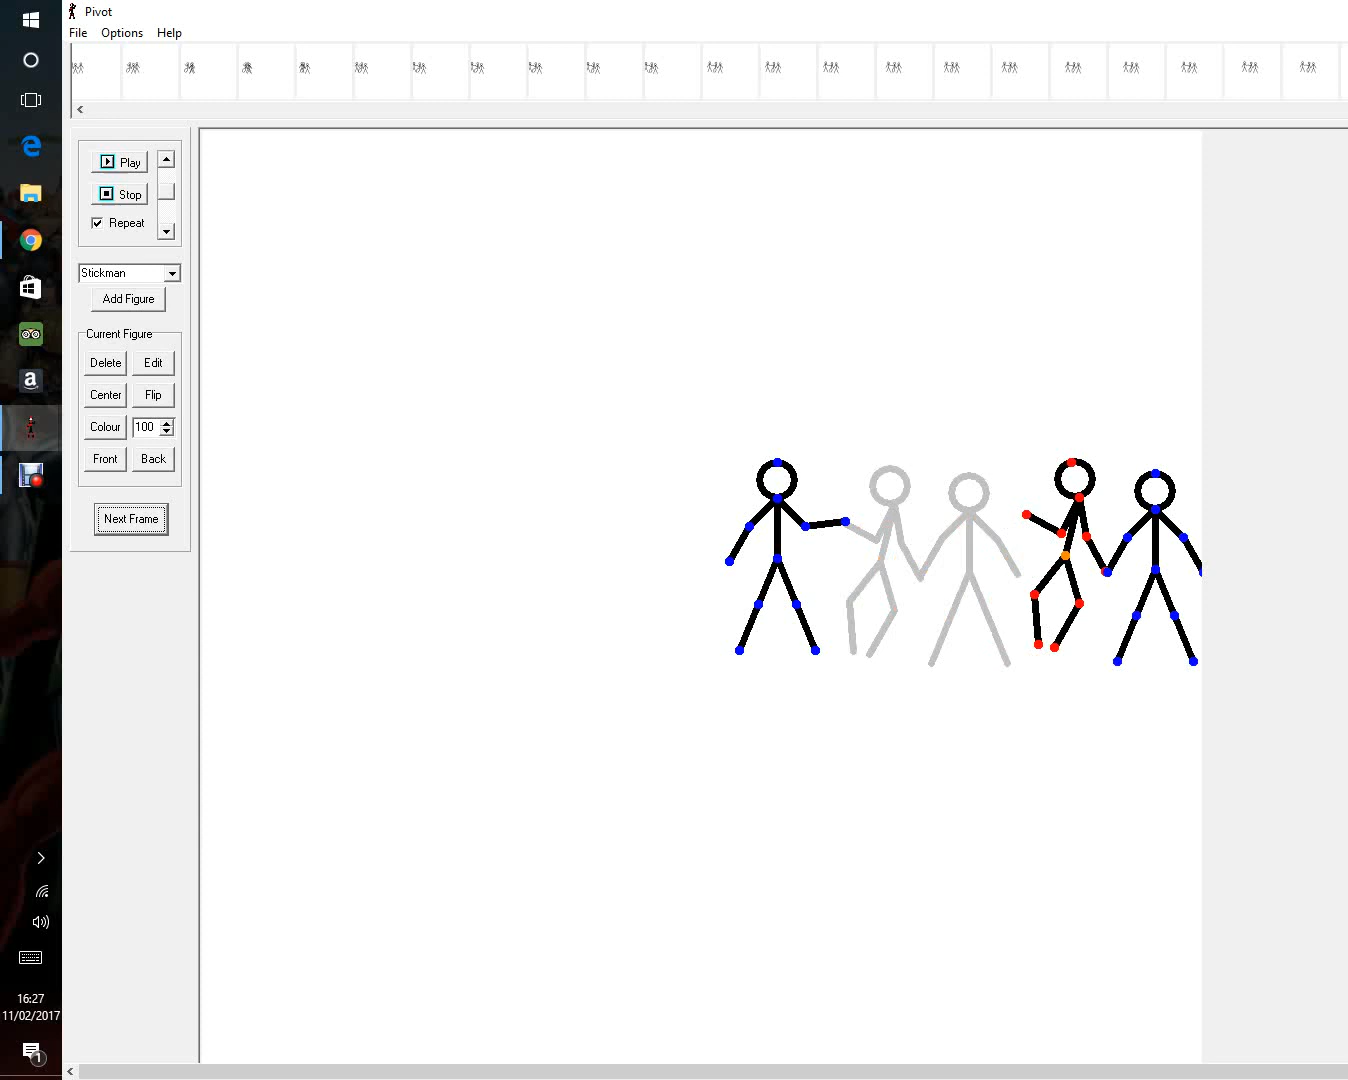 Pivot
File Options Help
Play
Stop
Repeat
Stickman
Add Figure
Current Figure
Delete Edit
Center Flip
Colour 100
Front Back
Next Frame
16:27
11/02/2017
1